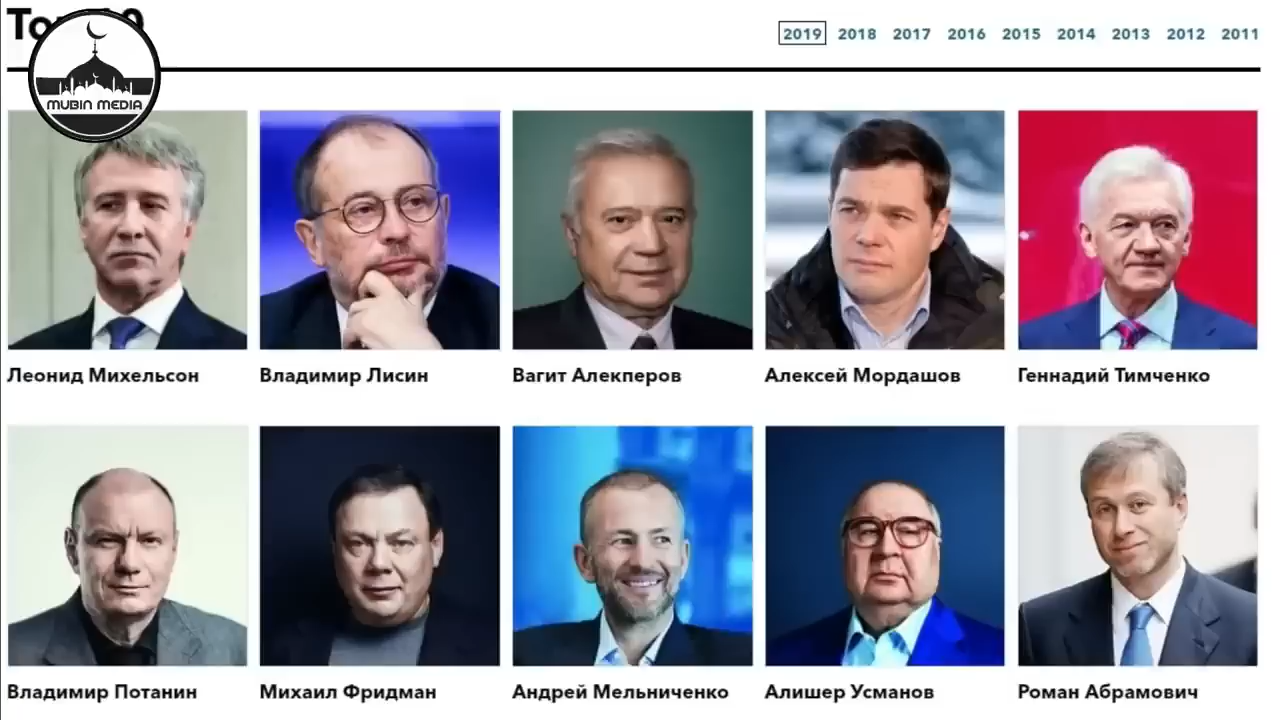 2019 2018 2017 2016 2015 2014 2013 2012 2011
MUBIN MEDIA
Леонид Михельсон
Владимир Лисин
Вагит Алекперов
Алексей Мордашов
Геннадий Тимченко
Владимир Потанин
Михаил Фридман
Андрей Мельниченко
Алишер Усманов
Роман Абрамович